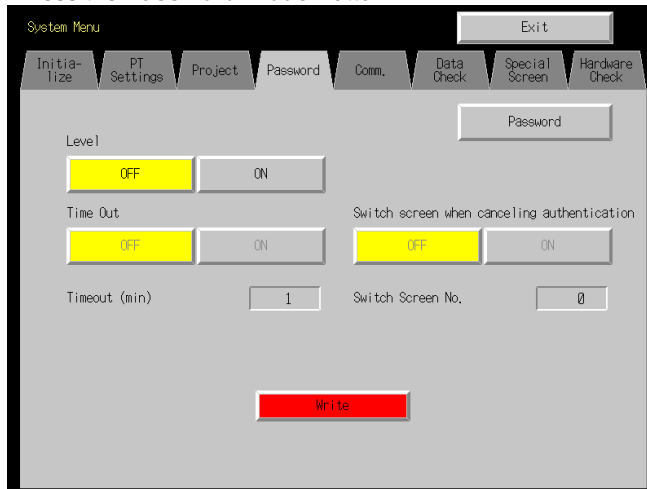 System Menu
Exit
Initia-
lize
PT
Settings
Project
Password
Comm.
Data
Check
Special
Screen
Hardware
Check
Password
Level
OFF
ON
Time Out
Switch screen when canceling authentication
OFF
ON
OFF
ON
Timeout (min)
1
Switch Screen No.
0
Write